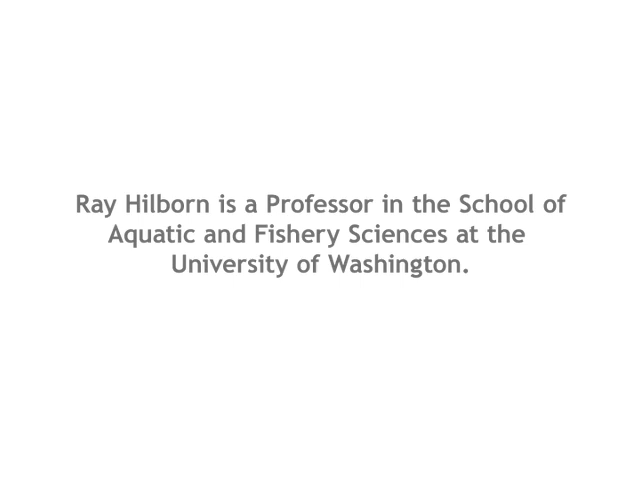 Ray Hilborn is a Professor in the School of
Aquatic and Fishery Sciences at the
University of Washington.